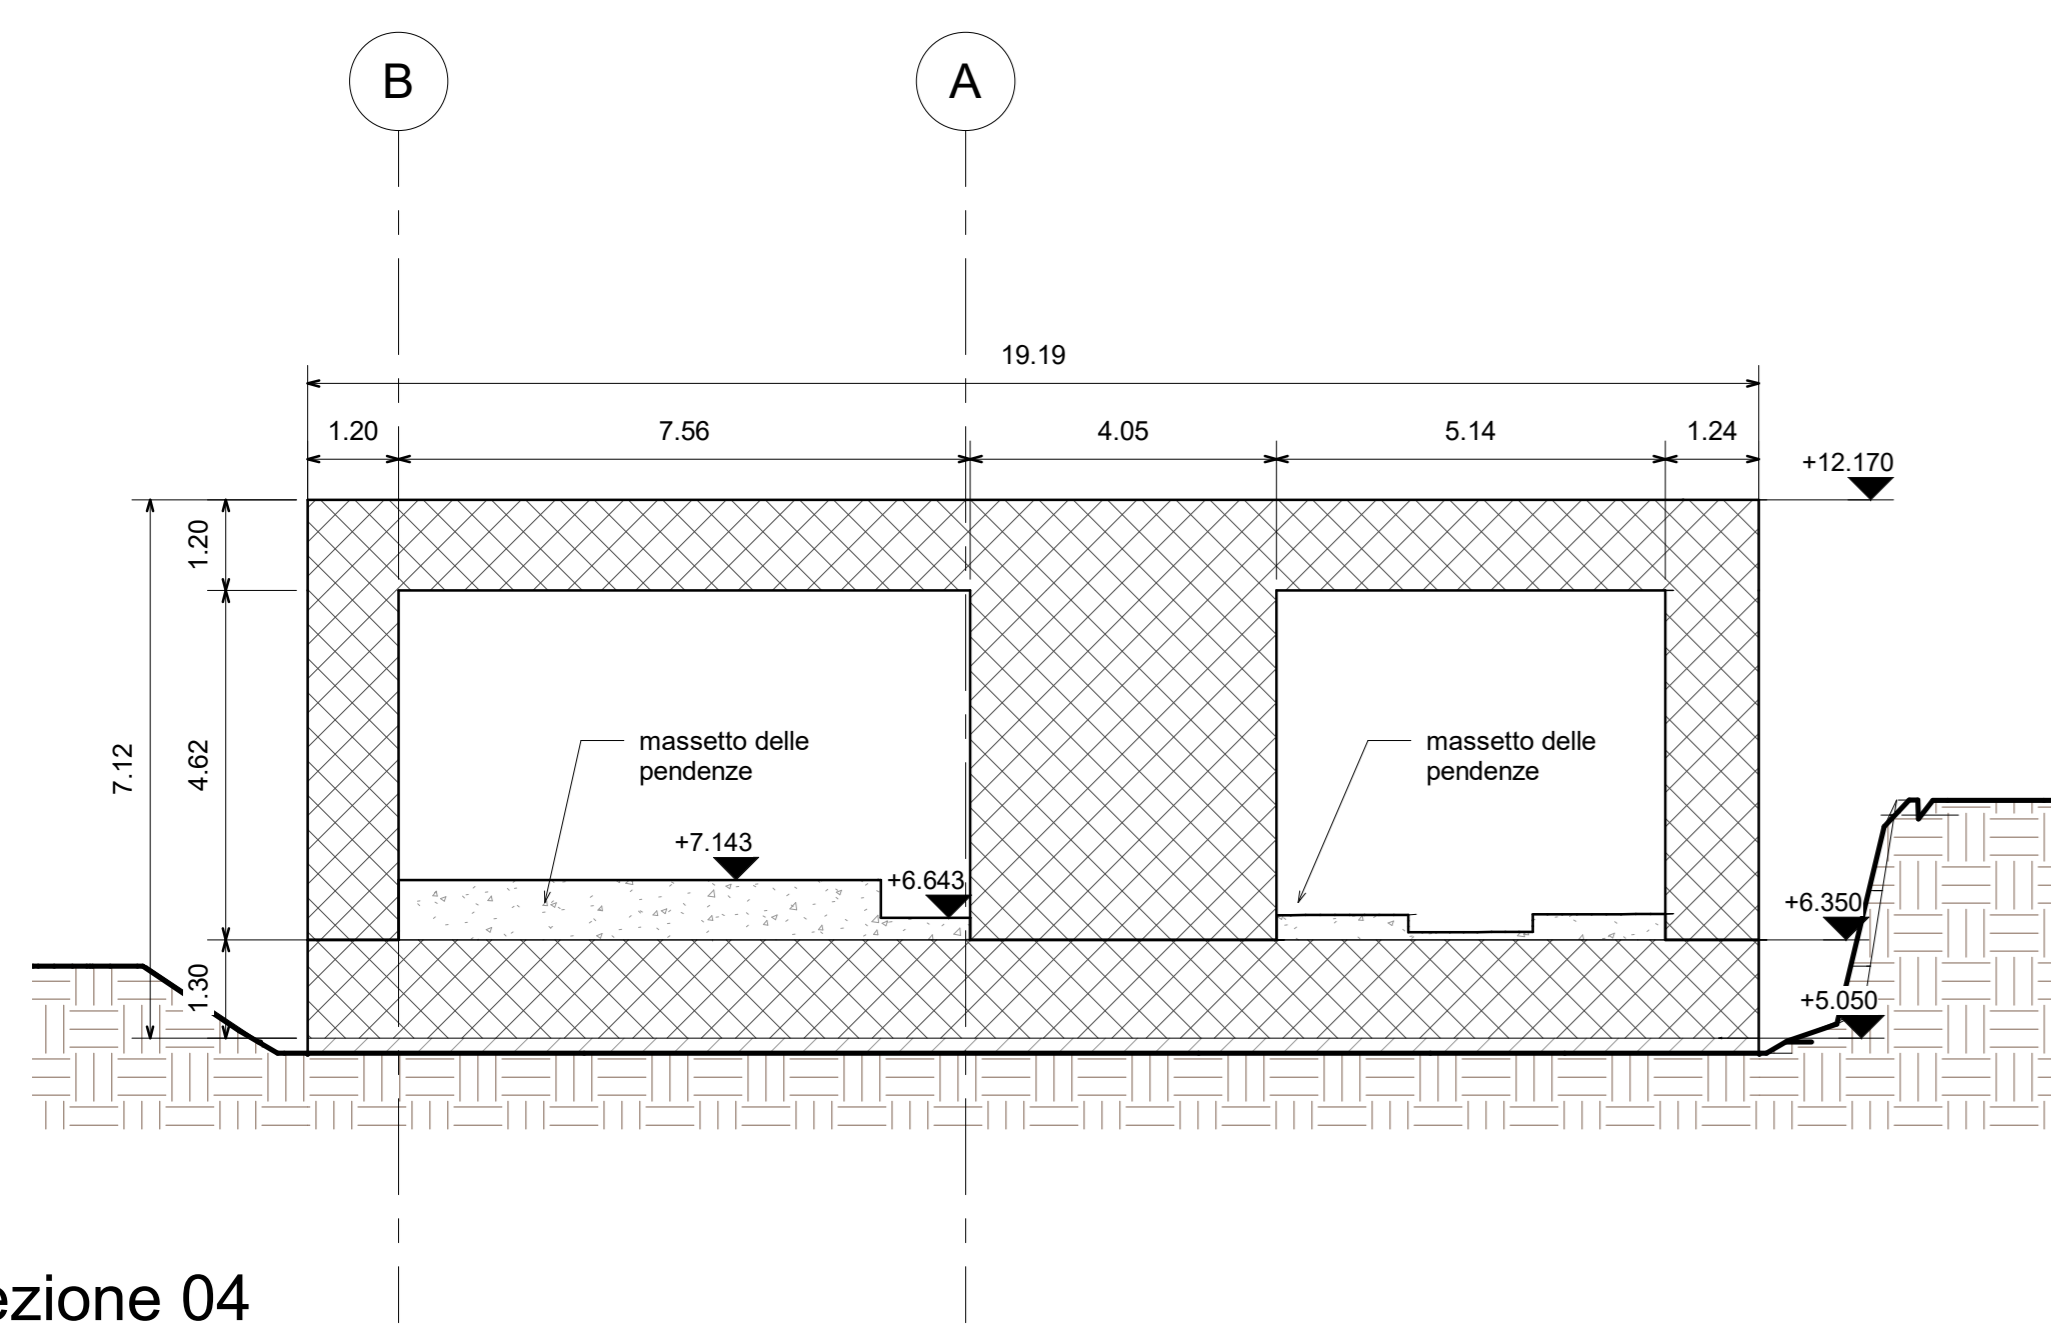 B
A
19.19
1.20
7.56
4.05
5.14
1.24
+12.170
1.20
massetto delle
pendenze
massetto delle
pendenze
7.12
4.62
+7.143
+6.643
+6.350
1.30
+5.050
ezione 04